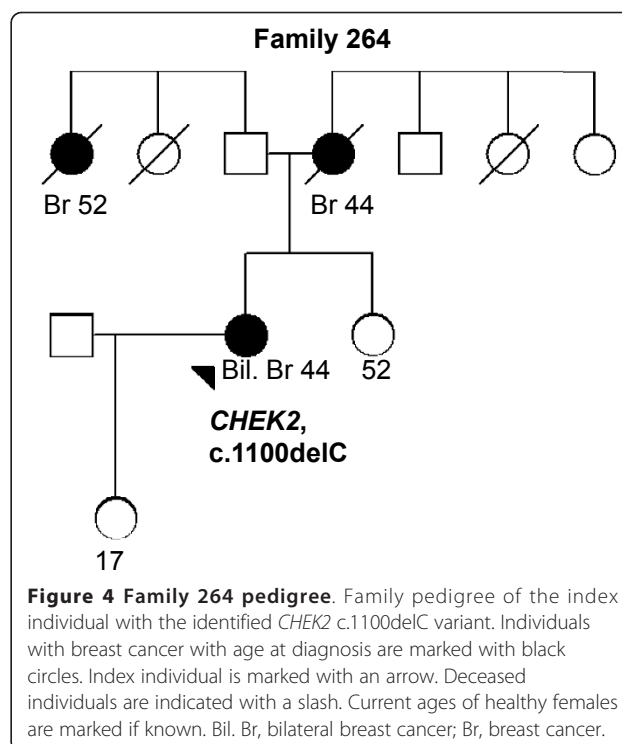 Family 264
Br 52
Br 44
Bil. Br 44
52
CHEK2,
c.1100delC
17
Figure 4 Family 264 pedigree. Family pedigree of the index
individual with the identified CHEK2 c.1100delC variant. Individuals
with breast cancer with age at diagnosis are marked with black
circles. Index individual is marked with an arrow. Deceased
individuals are indicated with a slash. Current ages of healthy females
are marked if known. Bil. Br, bilateral breast cancer; Br, breast cancer.